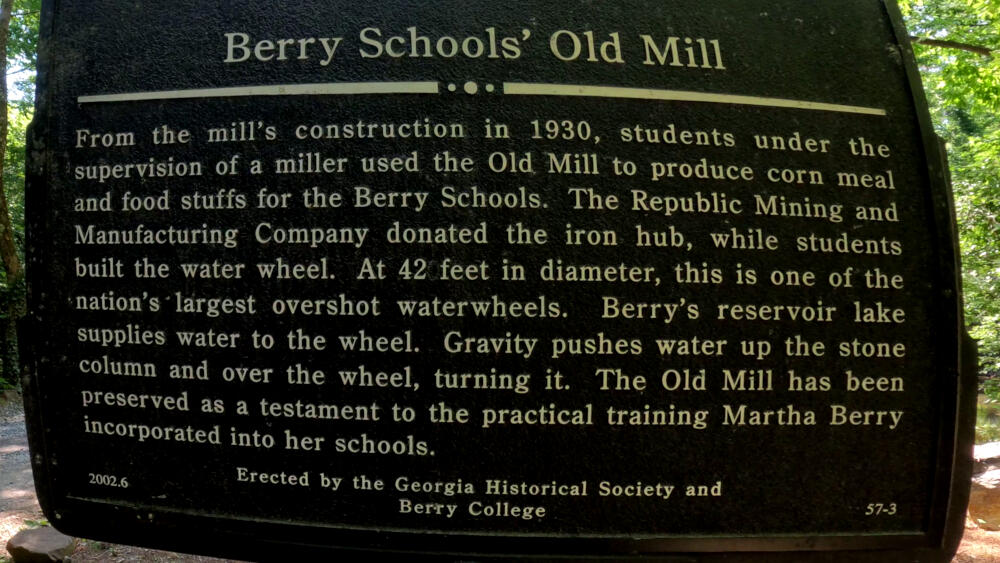 Berry Schools' Old Mill
From the mill's construction in 1930, students under the
supervision of a miller used the Old Mill to produce corn meal
and food stuffs for the Berry Schools. The Republic Mining and
Manufacturing Company donated the iron hub, while students
built the water wheel. At 42 feet in diameter, this is one of the
nation's largest overshot waterwheels. Berry's reservoir lake
supplies water to the wheel. Gravity pushes water up the stone
column and over the wheel, turning it. The Old Mill has been
preserved as a testament to the practical training Martha Berry
incorporated into her schools.
2002.6 Erected by the Georgia Historical Society and
Berry College 57-3